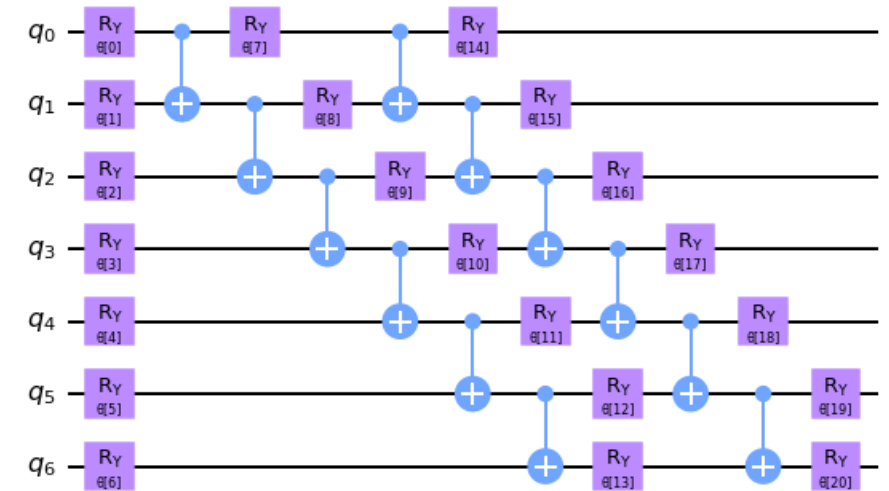 q0 RY θ[0] RY θ[7] RY θ[14]
q1 RY θ[1] RY θ[8] RY θ[15]
q2 RY θ[2] RY θ[9] RY θ[16]
q3 RY θ[3] RY θ[10] RY θ[17]
q4 RY θ[4] RY θ[11] RY θ[18]
q5 RY θ[5] RY θ[12] RY θ[19]
q6 RY θ[6] RY θ[13] RY θ[20]